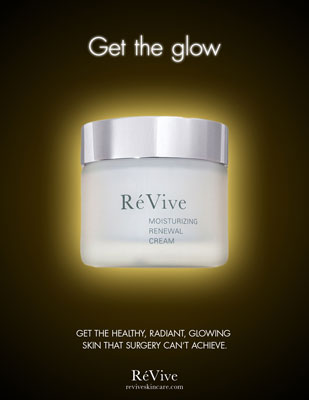 Get the glow
RéVive
MOISTURIZING
RENEWAL
CREAM
GET THE HEALTHY, RADIANT, GLOWING
SKIN THAT SURGERY CAN'T ACHIEVE.
RéVive
reviveskincare.com